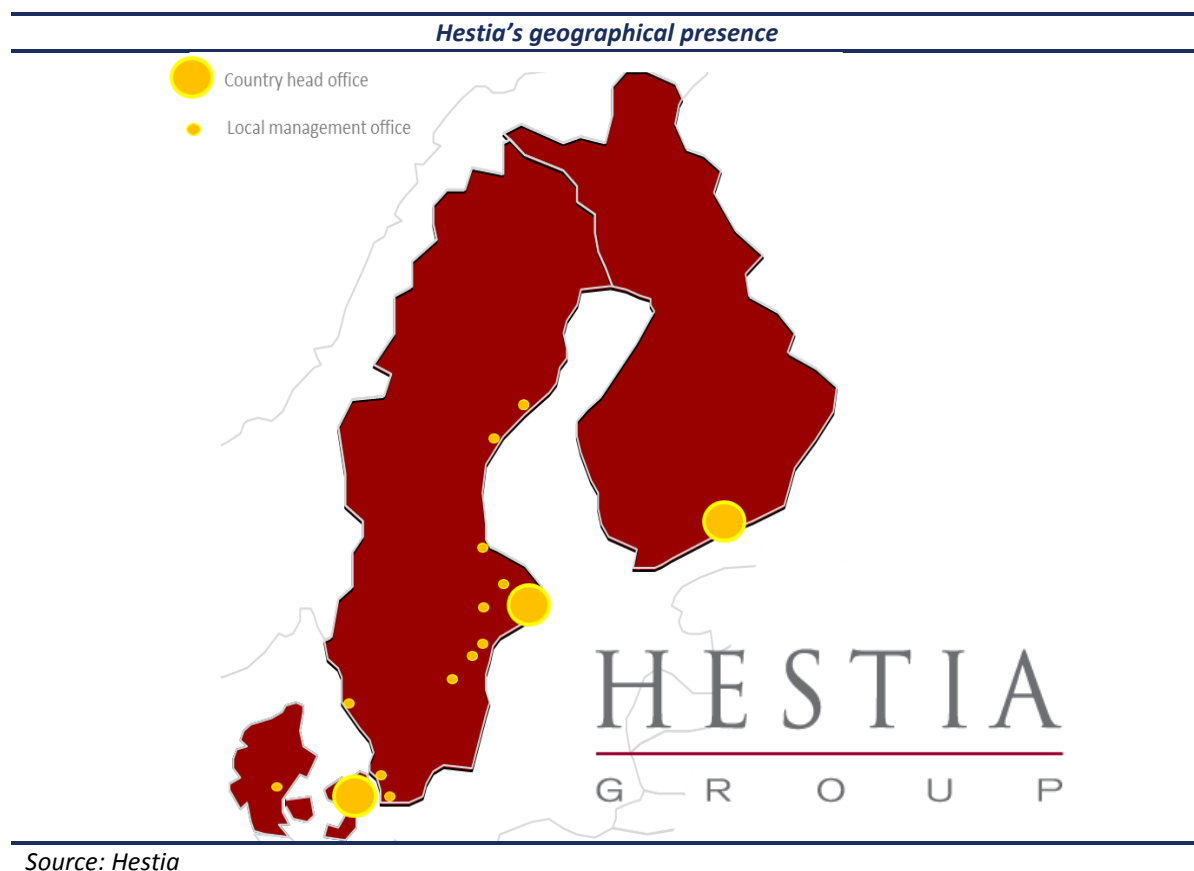 Hestia's geographical presence
Country head office
Local management office
HESTIA
GROUP
Source: Hestia